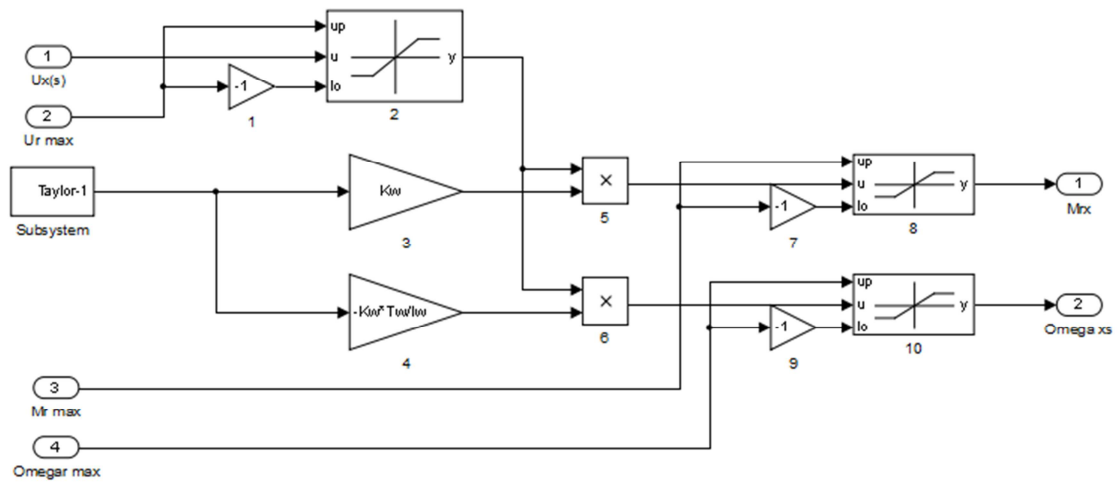 up
1
u
y
Ux(s)
-1
lo
2
1
2
Ur max
up
Taylor-1
Kw
×
u
y
1
-1
lo
Subsystem
5
Mrx
3
7
8
up
-Kw*Tw/Iw
×
u
y
2
-1
lo
6
Omega xs
4
9
10
3
Mr max
4
Omegar max